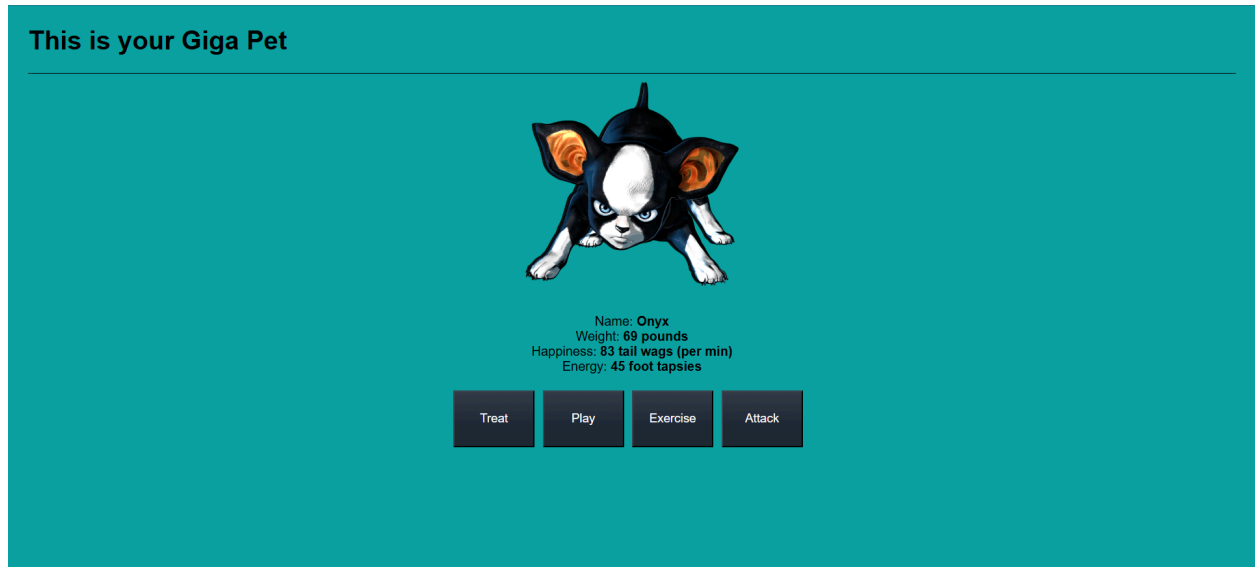 This is your Giga Pet
Name: Onyx
Weight: 69 pounds
Happiness: 83 tail wags (per min)
Energy: 45 foot tapsies
Treat
Play
Exercise
Attack